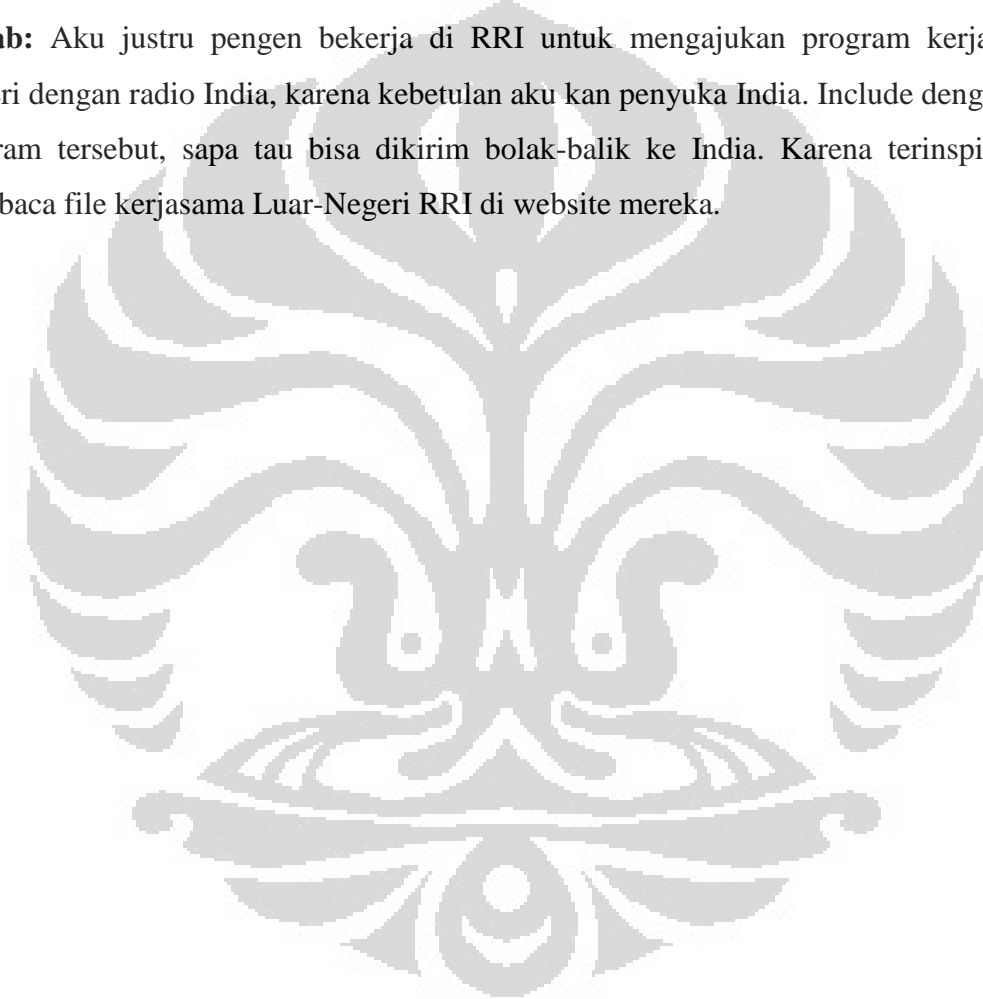 ab: Aku justru pengen bekerja di RRI untuk mengajukan program kerja
eri dengan radio India, karena kebetulan aku kan penyuka India. Include deng
ram tersebut, sapa tau bisa dikirim bolak-balik ke India. Karena terinspi
baca file kerjasama Luar-Negeri RRI di website mereka.